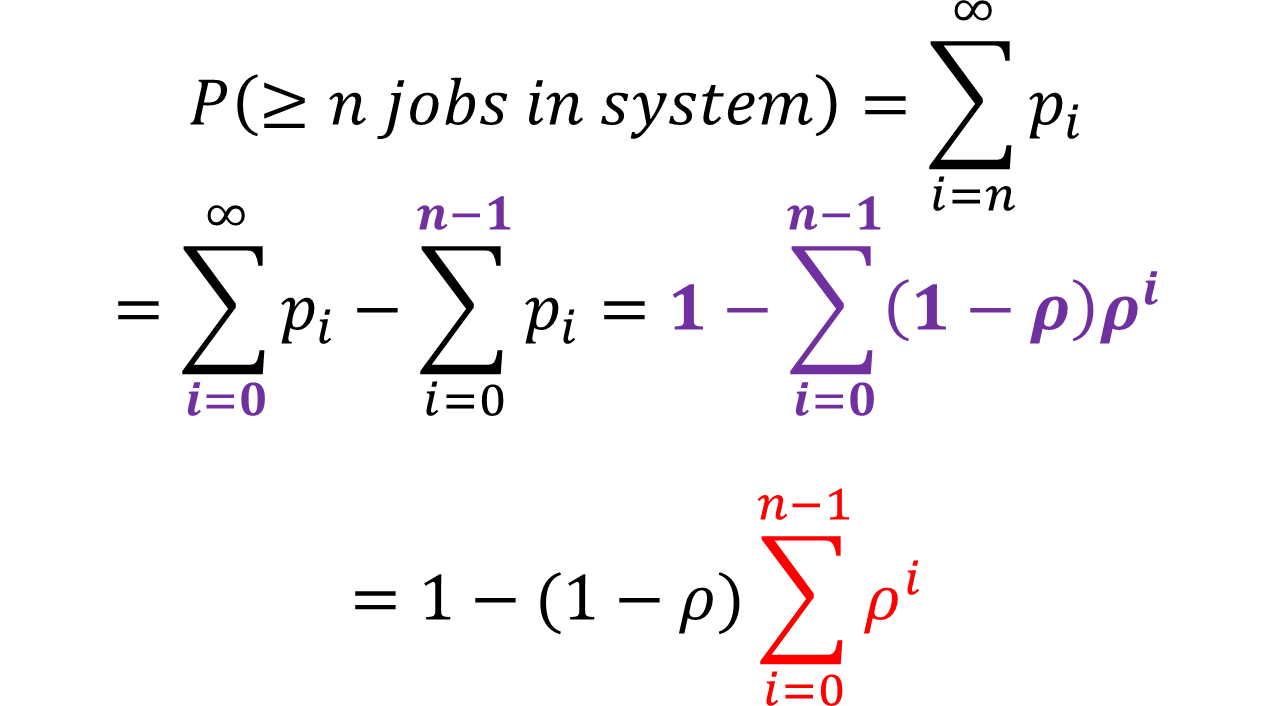 P(≥ n jobs in system) = ∑_{i=n}^{∞} p_i
= ∑_{i=0}^{∞} p_i − ∑_{i=0}^{n−1} p_i = 1 − ∑_{i=0}^{n−1} (1 − ρ)ρ^i
= 1 − (1 − ρ) ∑_{i=0}^{n−1} ρ^i